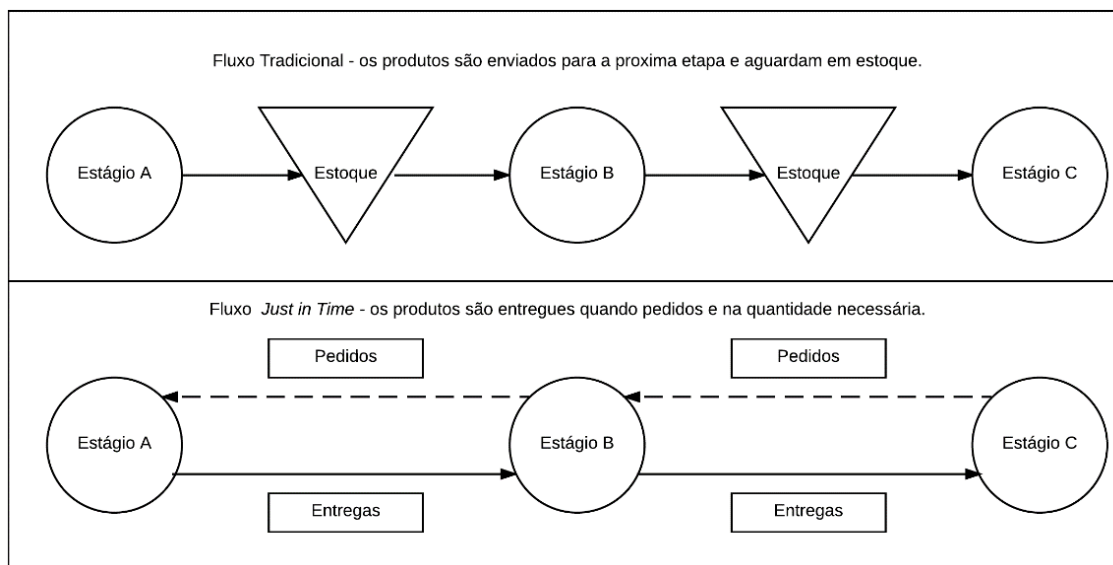 Fluxo Tradicional - os produtos são enviados para a proxima etapa e aguardam em estoque.
Estágio A
Estoque
Estágio B
Estoque
Estágio C
Fluxo Just in Time - os produtos são entregues quando pedidos e na quantidade necessária.
Pedidos
Pedidos
Estágio A
Estágio B
Estágio C
Entregas
Entregas